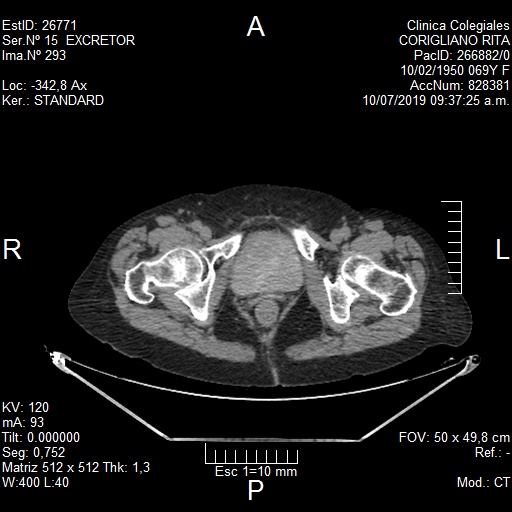 EstID: 26771
Ser.Nº 15 EXCRETOR
Ima.Nº 293
Loc: -342,8 Ax
Ker.: STANDARD
A
Clinica Colegiales
CORIGLIANO RITA
PacID: 266882/0
10/02/1950 069Y F
AccNum: 828381
10/07/2019 09:37:25 a.m.
R
L
KV: 120
mA: 93
Tilt: 0.000000
Seg: 0,752
Matriz 512 x 512 Thk: 1,3
W:400 L:40
Esc 1=10 mm
P
FOV: 50 x 49,8 cm
Ref.: -
Mod.: CT